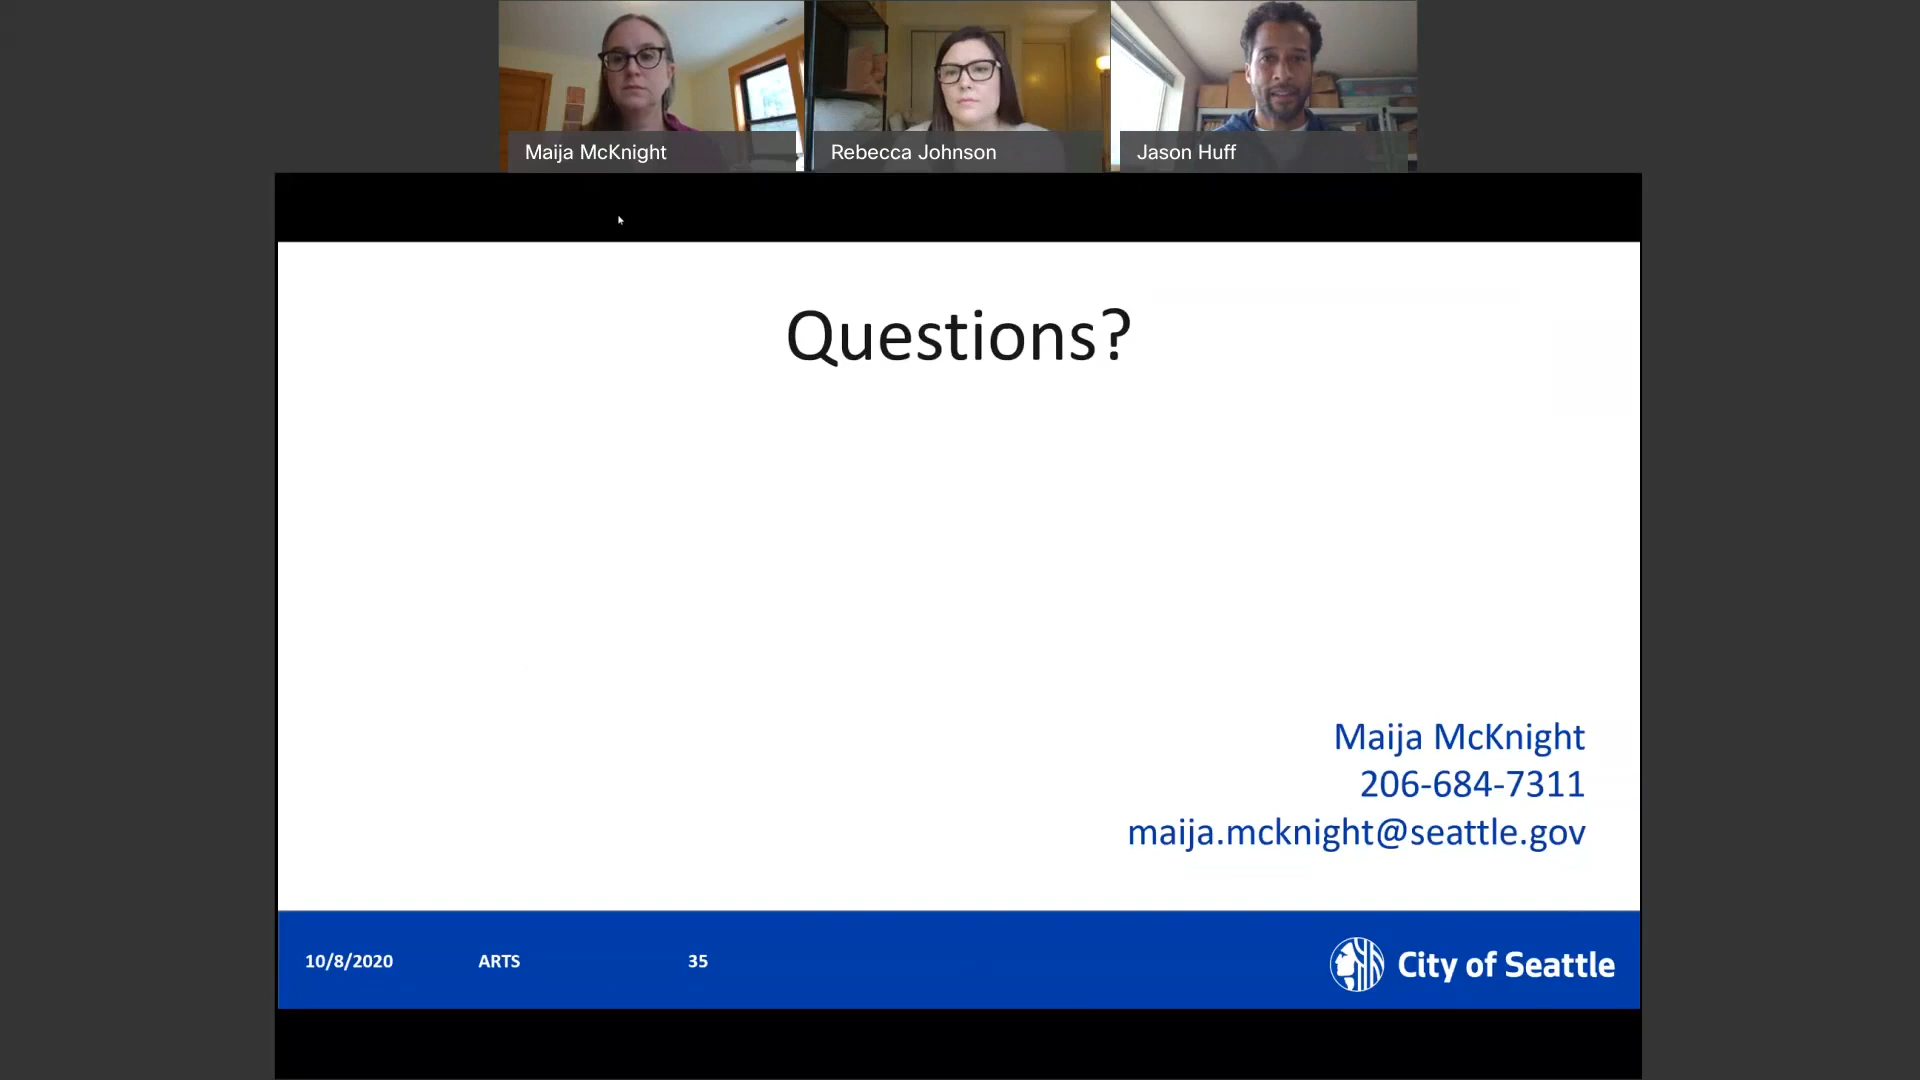 Maija McKnight
Rebecca Johnson
Jason Huff
Questions?
Maija McKnight
206-684-7311
maija.mcknight@seattle.gov
10/8/2020
ARTS
35
City of Seattle